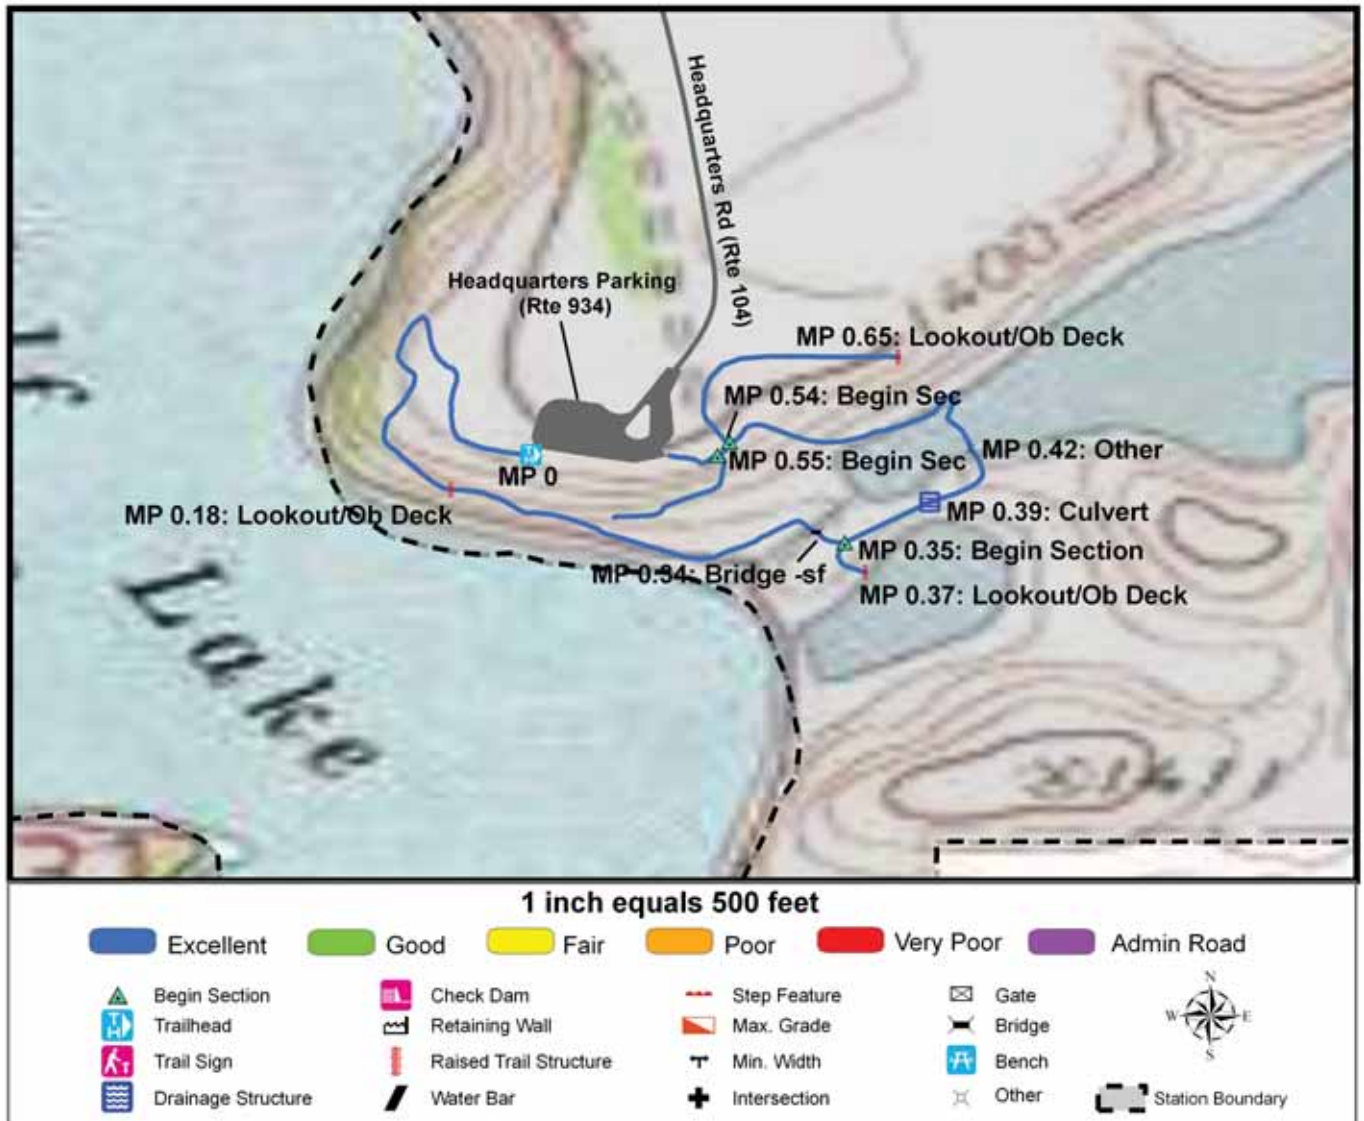 Headquarters Rd (Rte 104)
Headquarters Parking
(Rte 934)
1400
MP 0.65: Lookout/Ob Deck
MP 0.54: Begin Sec
MP 0.55: Begin Sec
MP 0.42: Other
MP 0
MP 0.18: Lookout/Ob Deck
MP 0.39: Culvert
MP 0.35: Begin Section
MP 0.34: Bridge -sf
MP 0.37: Lookout/Ob Deck
Lake
1 inch equals 500 feet
Excellent
Good
Fair
Poor
Very Poor
Admin Road
Begin Section
Check Dam
Step Feature
Gate
Trailhead
Retaining Wall
Max. Grade
Bridge
Trail Sign
Raised Trail Structure
Min. Width
Bench
Drainage Structure
Water Bar
Intersection
Other
Station Boundary
N
W
E
S